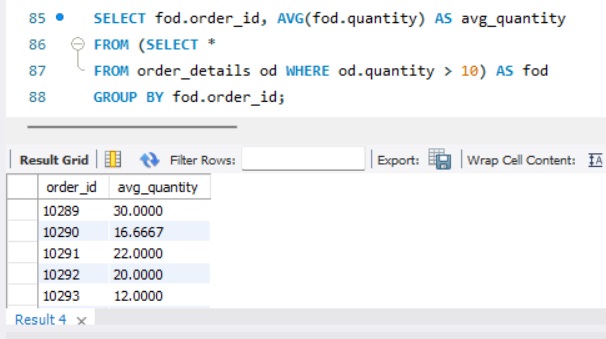 85 SELECT fod.order_id, AVG(fod.quantity) AS avg_quantity
86 FROM (SELECT *
87 FROM order_details od WHERE od.quantity > 10) AS fod
88 GROUP BY fod.order_id;
Result Grid Filter Rows: Export: Wrap Cell Content: IA
order_id avg_quantity
10289 30.0000
10290 16.6667
10291 22.0000
10292 20.0000
10293 12.0000
Result 4 ×